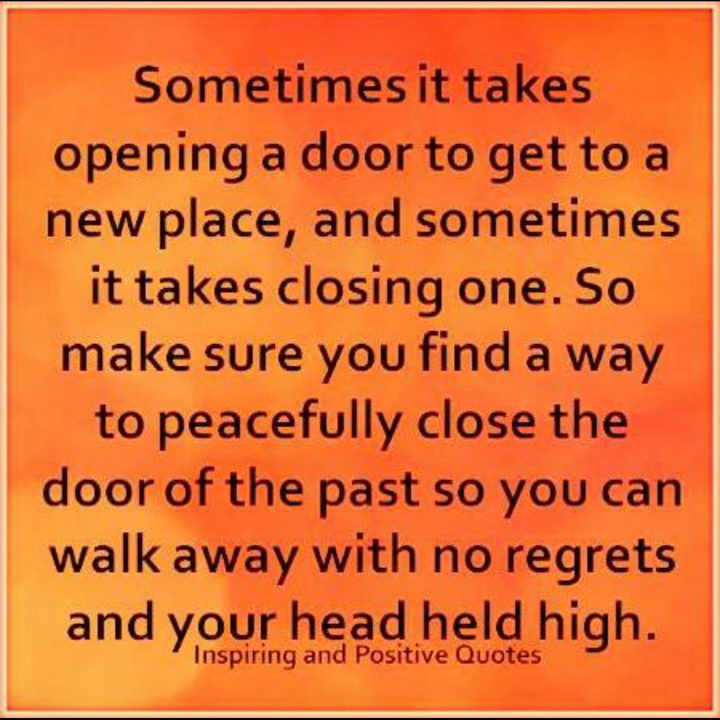 Sometimes it takes
opening a door to get to a
new place, and sometimes
it takes closing one. So
make sure you find a way
to peacefully close the
door of the past so you can
walk away with no regrets
and your head held high.
Inspiring and Positive Quotes